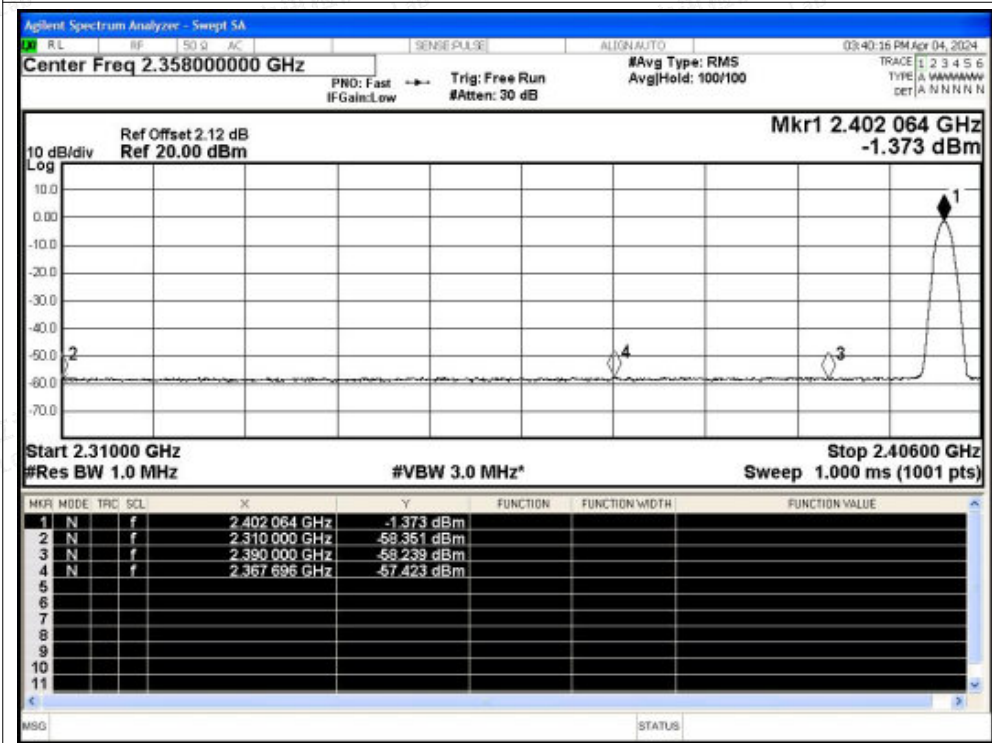 Agilent Spectrum Analyzer - Swept SA
RL RF 50 Ω AC SENSE:PULSE ALIGN AUTO 03:40:16 PM Apr 04, 2024
Center Freq 2.358000000 GHz
PNO: Fast Trig: Free Run #Avg Type: RMS TRACE 1 2 3 4 5 6
IFGain:Low #Atten: 30 dB Avg|Hold: 100/100 TYPE A WWWWW
DET A N N N N N
Mkr1 2.402 064 GHz
-1.373 dBm
Ref Offset 2.12 dB
10 dB/div Ref 20.00 dBm
Log
10.0
0.00
-10.0
-20.0
-30.0
-40.0
-50.0
-60.0
-70.0
1
2
4
3
Start 2.31000 GHz Stop 2.40600 GHz
#Res BW 1.0 MHz #VBW 3.0 MHz* Sweep 1.000 ms (1001 pts)
MKR MODE TRC SCL X Y FUNCTION FUNCTION WIDTH FUNCTION VALUE
1 N f 2.402 064 GHz -1.373 dBm
2 N f 2.310 000 GHz -58.351 dBm
3 N f 2.390 000 GHz -58.239 dBm
4 N f 2.367 696 GHz -57.423 dBm
5
6
7
8
9
10
11
MSG STATUS